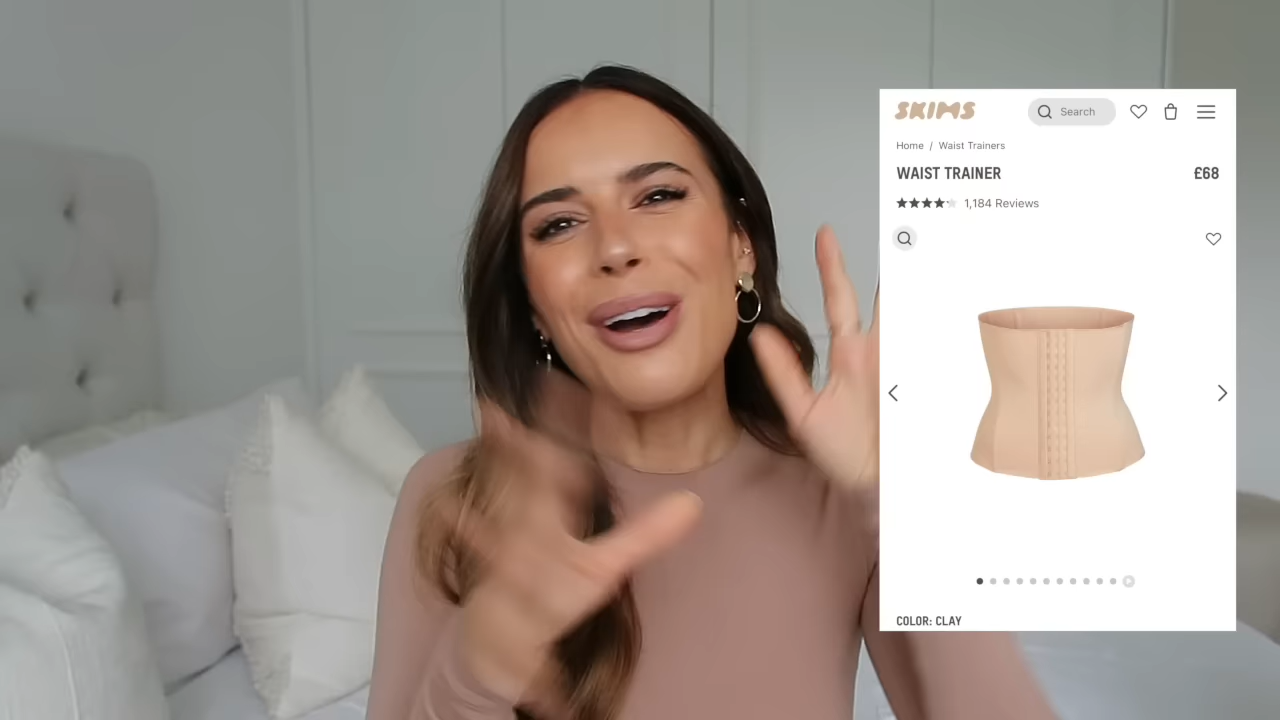 SKIMS
Search
Home / Waist Trainers
WAIST TRAINER £68
1,184 Reviews
COLOR: CLAY